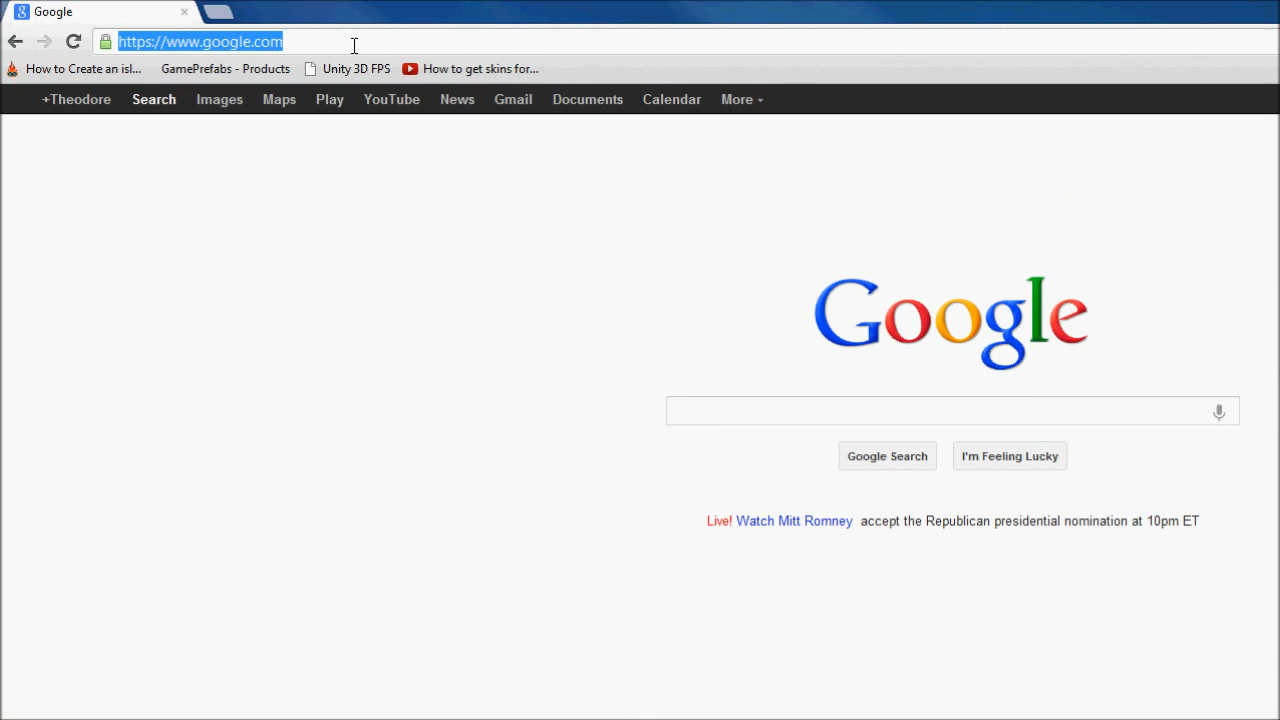 Google
https://www.google.com
How to Create an isl... GamePrefabs - Products Unity 3D FPS How to get skins for...
+Theodore Search Images Maps Play YouTube News Gmail Documents Calendar More
Google
Google Search I'm Feeling Lucky
Live! Watch Mitt Romney accept the Republican presidential nomination at 10pm ET